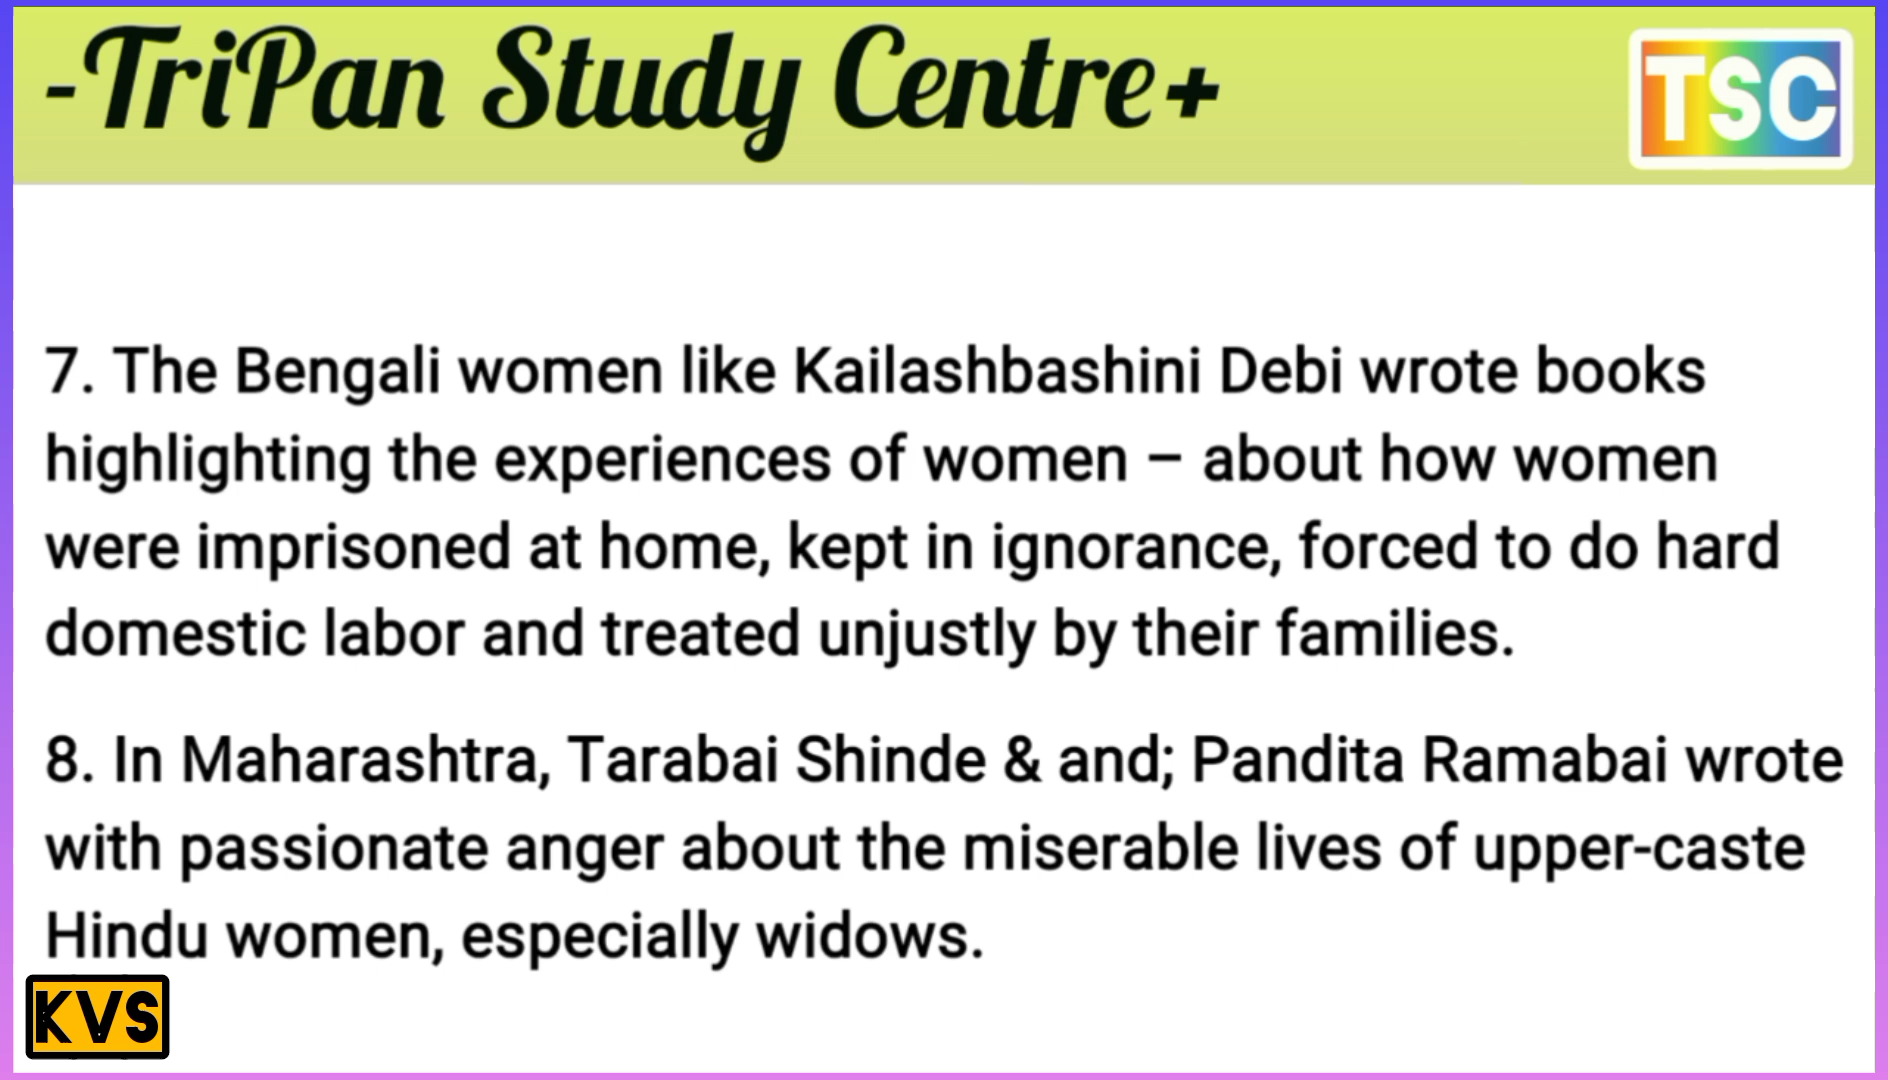 -TriPan Study Centre+
TSC
7. The Bengali women like Kailashbashini Debi wrote books
highlighting the experiences of women – about how women
were imprisoned at home, kept in ignorance, forced to do hard
domestic labor and treated unjustly by their families.
8. In Maharashtra, Tarabai Shinde & and; Pandita Ramabai wrote
with passionate anger about the miserable lives of upper-caste
Hindu women, especially widows.
KVS